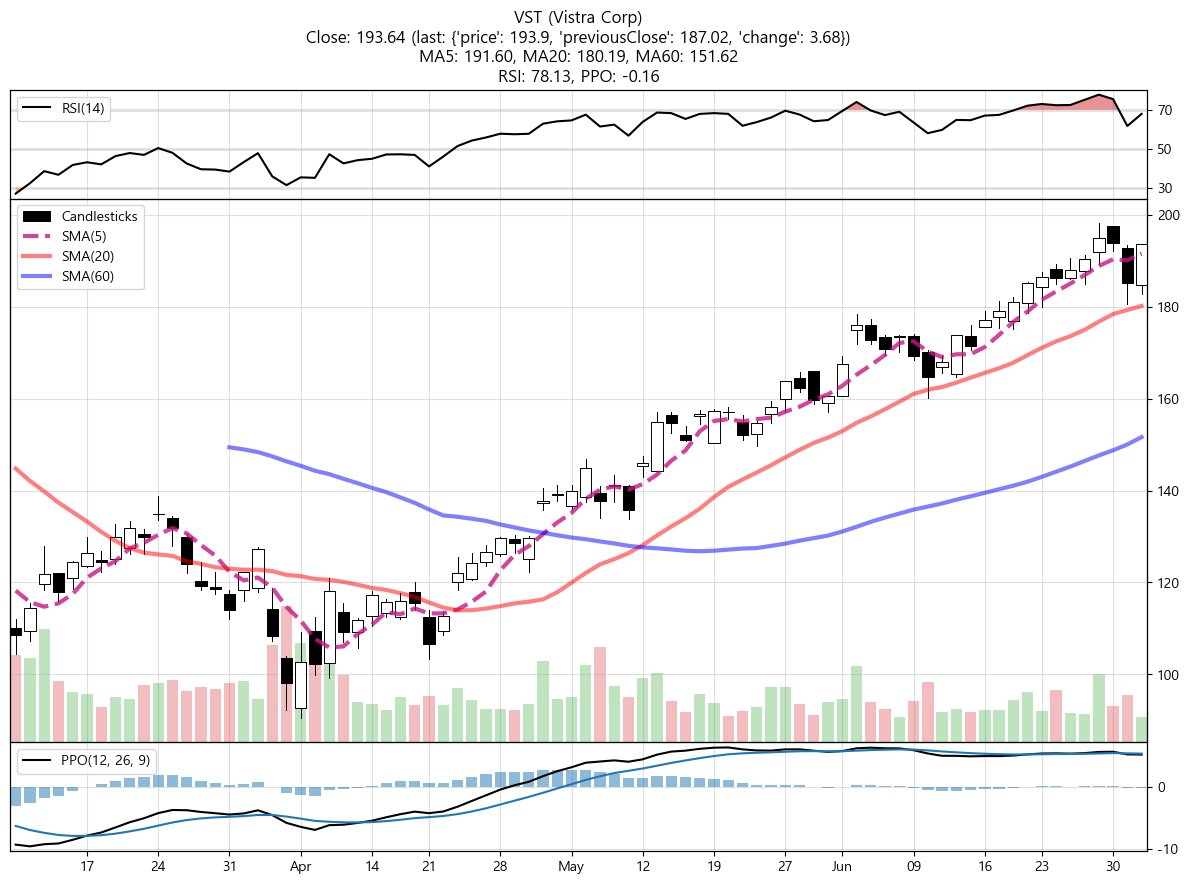 VST (Vistra Corp)
Close: 193.64 (last: {'price': 193.9, 'previousClose': 187.02, 'change': 3.68})
MA5: 191.60, MA20: 180.19, MA60: 151.62
RSI: 78.13, PPO: -0.16
RSI(14)
70
50
30
Candlesticks
SMA(5)
SMA(20)
SMA(60)
200
180
160
140
120
100
PPO(12, 26, 9)
0
-10
17 24 31 Apr 14 21 28 May 12 19 27 Jun 09 16 23 30